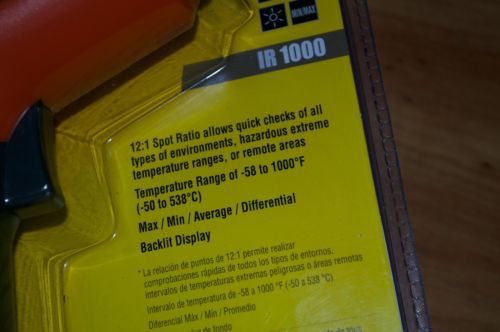 MIN/MAX
IR 1000
12:1 Spot Ratio allows quick checks of all
types of environments, hazardous extreme
temperature ranges, or remote areas
Temperature Range of -58 to 1000°F
(-50 to 538°C)
Max / Min / Average / Differential
Backlit Display
* La relación de puntos de 12:1 permite realizar
comprobaciones rápidas de todos los tipos de entornos.
intervalos de temperaturas extremas peligrosas o áreas remotas
Intervalo de temperatura de -58 a 1000 °F (-50 a 538 °C)
Diferencial Máx / Mín / Promedio
de fondo